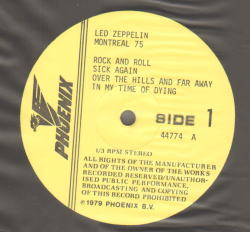 LED ZEPPELIN
MONTREAL 75
ROCK AND ROLL
SICK AGAIN
OVER THE HILLS AND FAR AWAY
IN MY TIME OF DYING
PHOENIX
SIDE 1
44774 A
1/3 RPM STEREO
ALL RIGHTS OF THE MANUFACTURER
AND OF THE OWNER OF THE WORKS
RECORDED RESERVED/UNAUTHOR-
ISED PUBLIC PERFORMANCE,
BROADCASTING AND COPYING
OF THIS RECORD PROHIBITED
©1979 PHOENIX B.V.